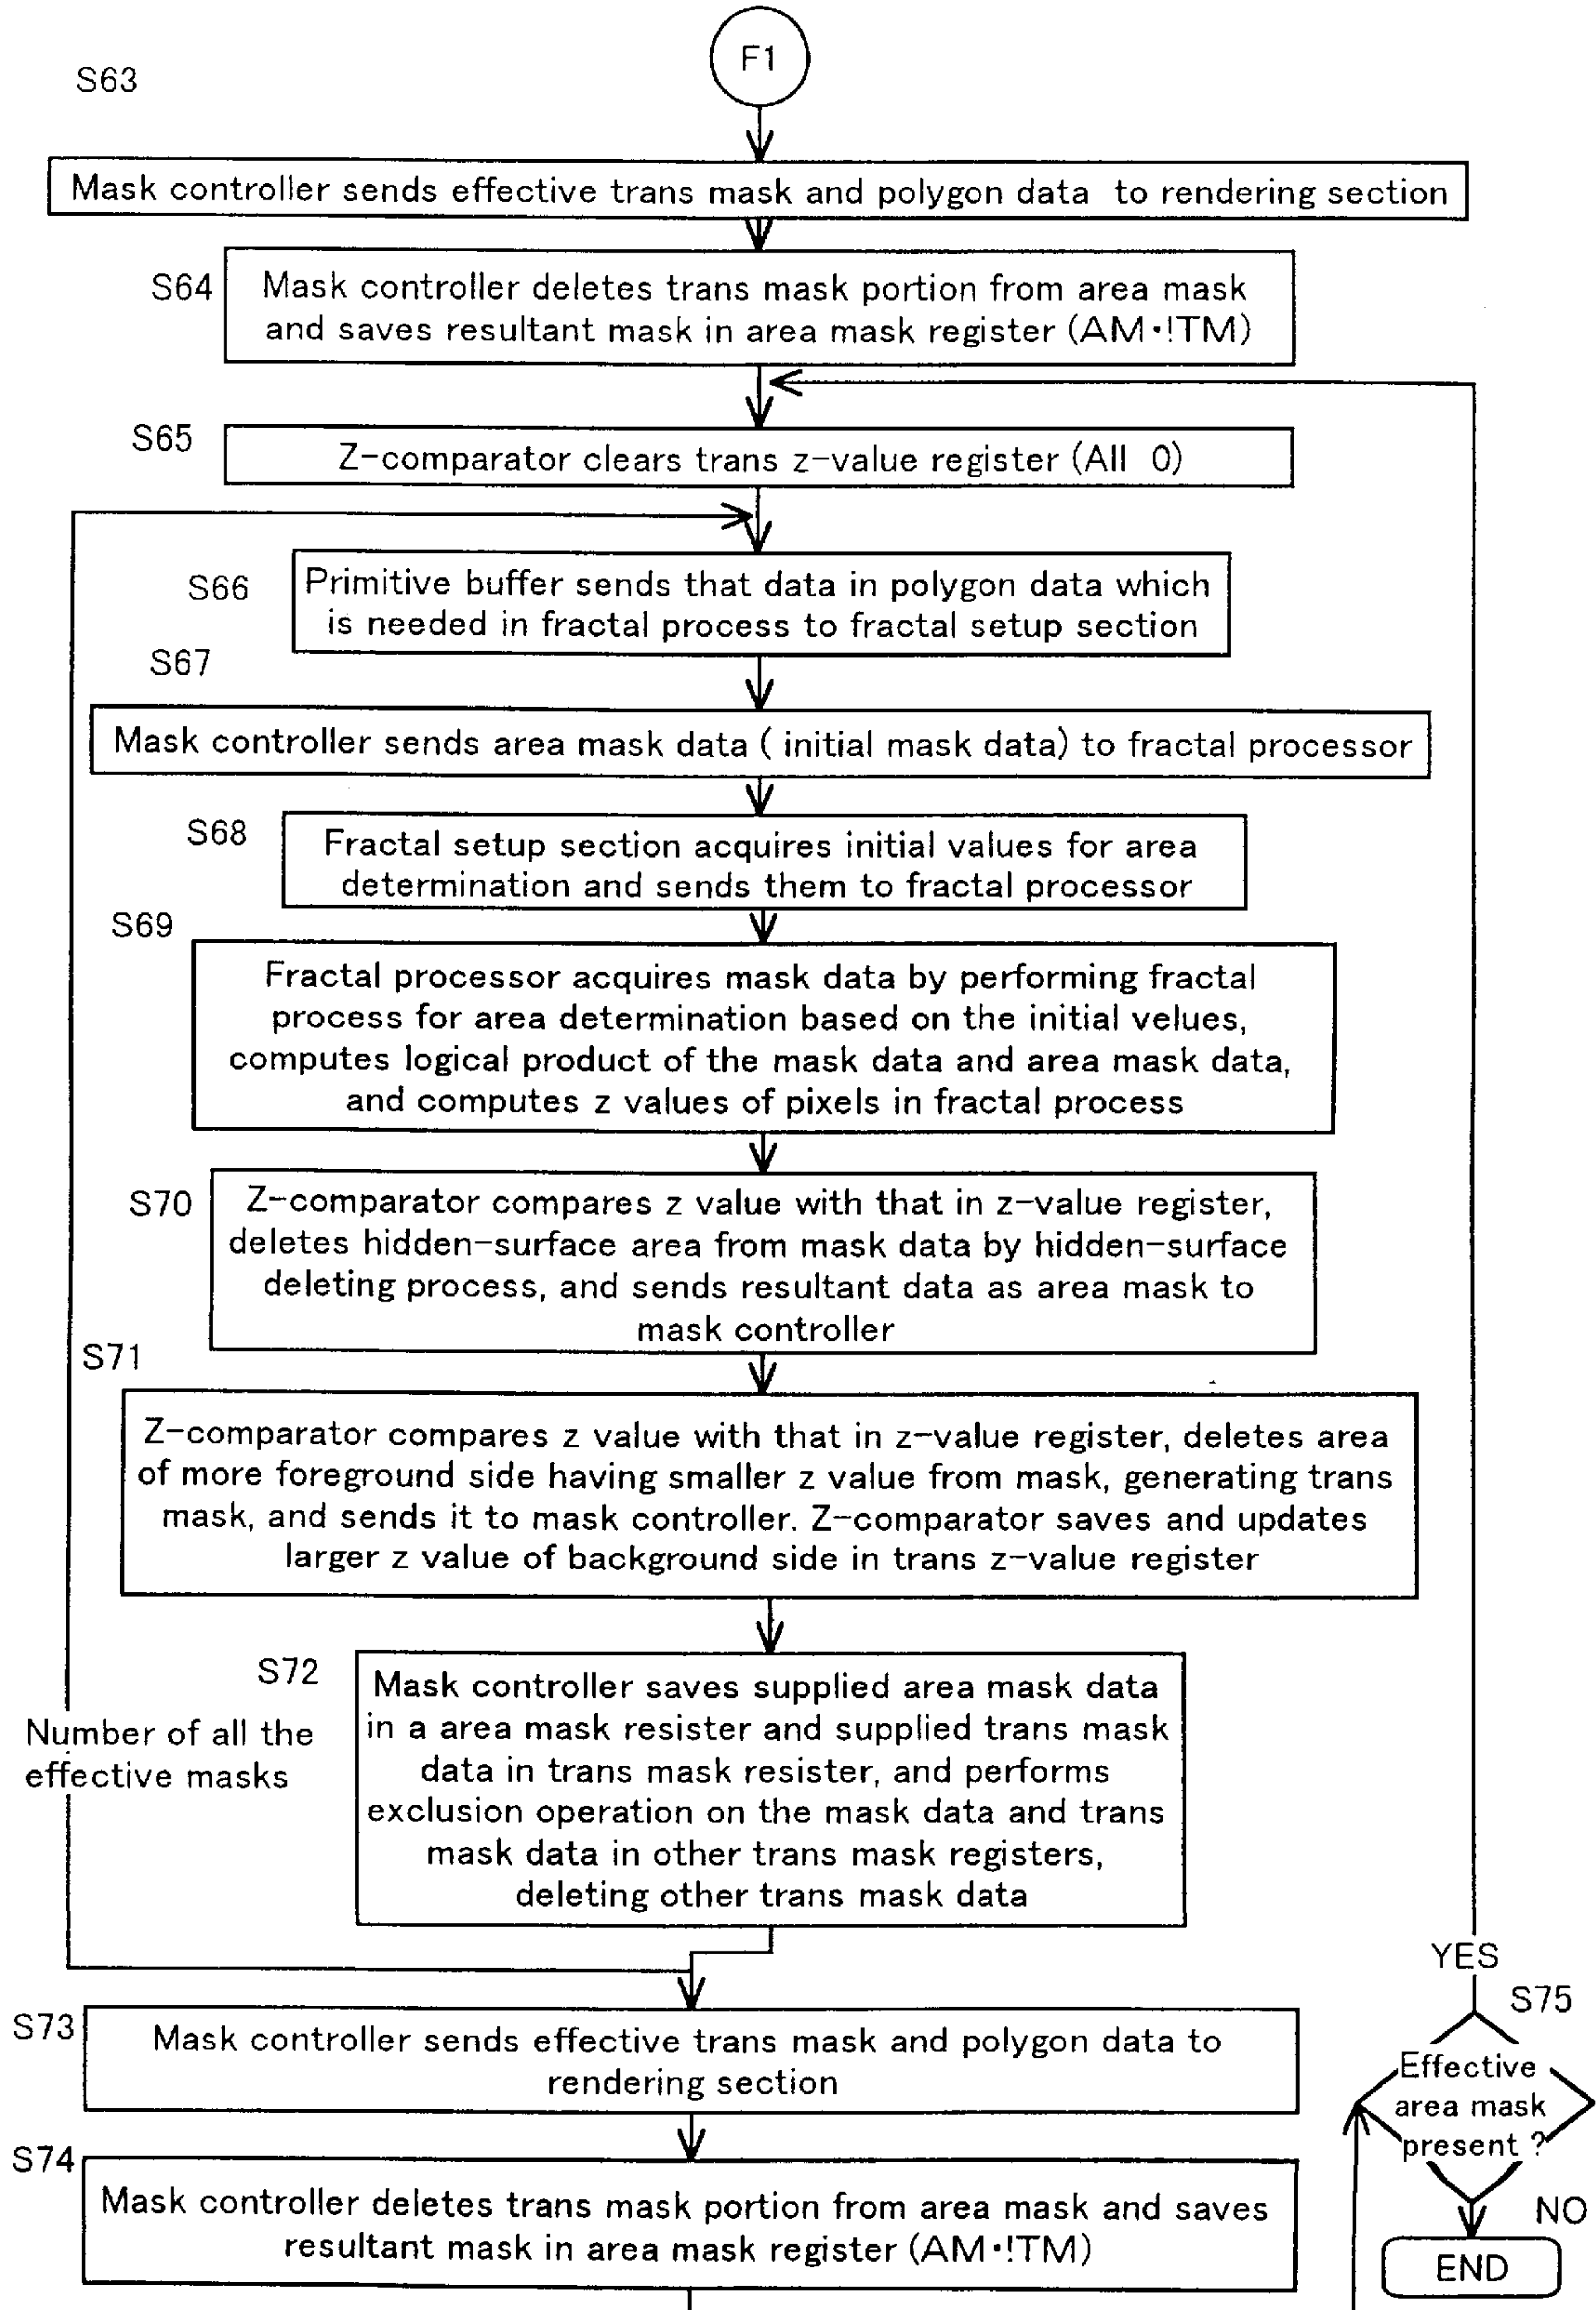 F1
S63
Mask controller sends effective trans mask and polygon data to rendering section
S64
Mask controller deletes trans mask portion from area mask
and saves resultant mask in area mask register (AM・!TM)
S65
Z-comparator clears trans z-value register (All 0)
S66
Primitive buffer sends that data in polygon data which
is needed in fractal process to fractal setup section
S67
Mask controller sends area mask data ( initial mask data) to fractal processor
S68
Fractal setup section acquires initial values for area
determination and sends them to fractal processor
S69
Fractal processor acquires mask data by performing fractal
process for area determination based on the initial velues,
computes logical product of the mask data and area mask data,
and computes z values of pixels in fractal process
S70
Z-comparator compares z value with that in z-value register,
deletes hidden-surface area from mask data by hidden-surface
deleting process, and sends resultant data as area mask to
mask controller
S71
Z-comparator compares z value with that in z-value register, deletes area
of more foreground side having smaller z value from mask, generating trans
mask, and sends it to mask controller. Z-comparator saves and updates
larger z value of background side in trans z-value register
S72
Mask controller saves supplied area mask data
in a area mask resister and supplied trans mask
data in trans mask resister, and performs
exclusion operation on the mask data and trans
mask data in other trans mask registers,
deleting other trans mask data
Number of all the
effective masks
S73
Mask controller sends effective trans mask and polygon data to
rendering section
S74
Mask controller deletes trans mask portion from area mask and saves
resultant mask in area mask register (AM・!TM)
YES
S75
Effective
area mask
present ?
NO
END